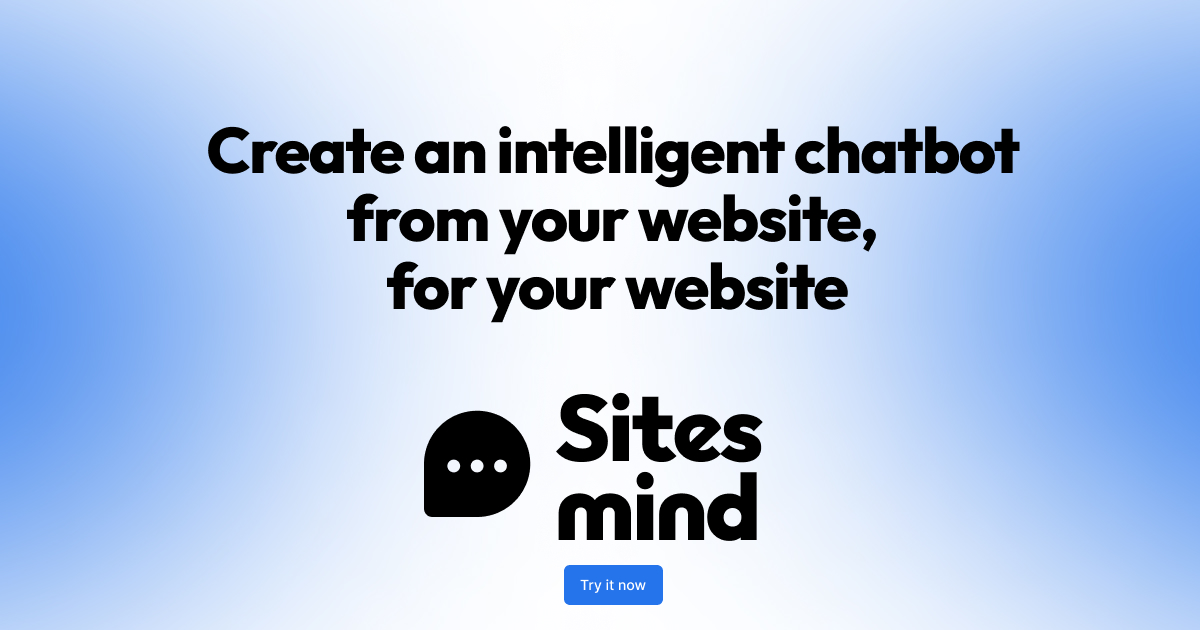 Create an intelligent chatbot
from your website,
for your website
Sites
mind
Try it now